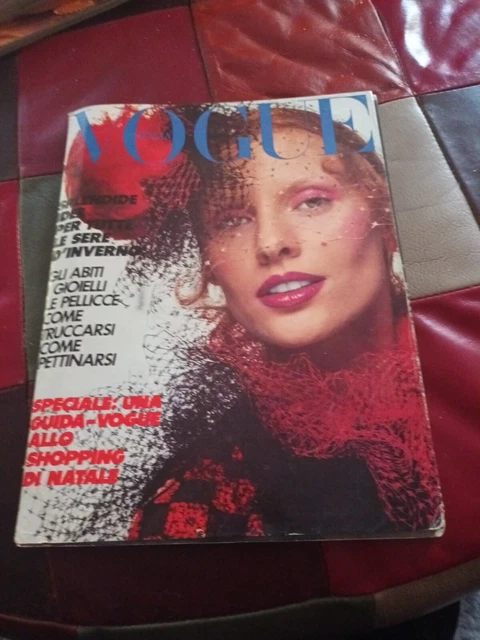 VOGUE
SPLENDIDE
IDEE
PER TUTTE
LE SERE
D'INVERNO
GLI ABITI
I GIOIELLI
LE PELLICCE
COME
TRUCCARSI
COME
PETTINARSI
SPECIALE: UNA
GUIDA-VOGUE
ALLO
SHOPPING
DI NATALE